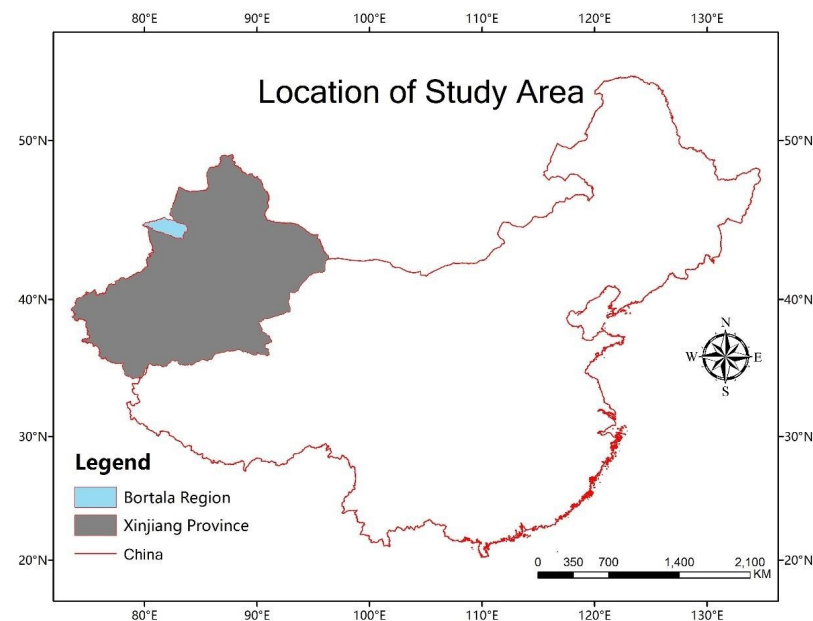 80°E 90°E 100°E 110°E 120°E 130°E
Location of Study Area
50°N 50°N
40°N 40°N
N
W E
S
30°N 30°N
Legend
Bortala Region
Xinjiang Province
China
20°N 20°N
0 350 700 1,400 2,100
KM
80°E 90°E 100°E 110°E 120°E 130°E